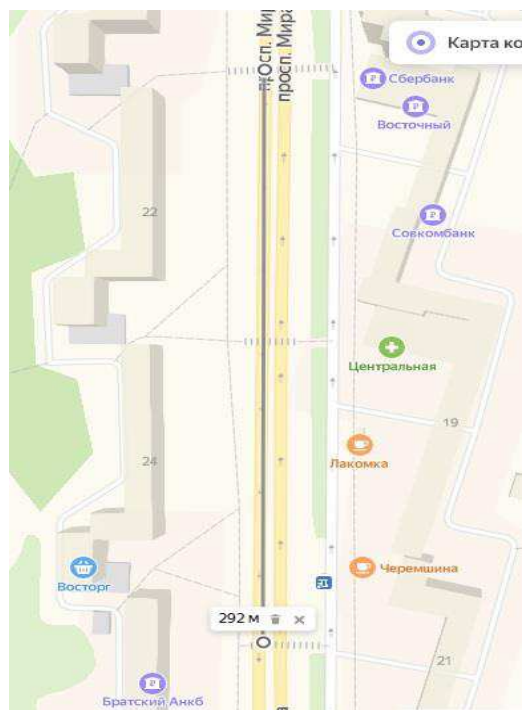 Карта ко
просп. Мира
просп. Мира
Сбербанк
Восточный
22
Совкомбанк
Центральная
19
24
Лакомка
Восторг
Черемшина
292 м
21
Братский Анкб